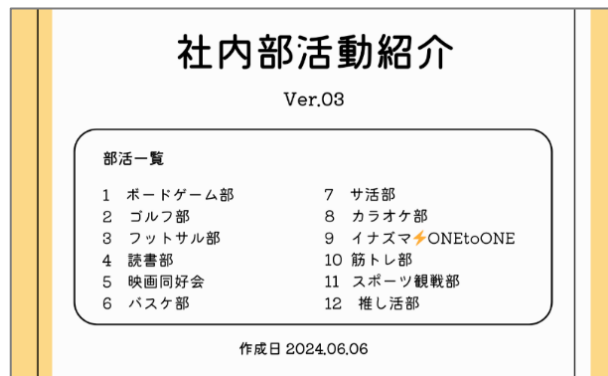 社内部活動紹介
Ver.03
部活一覧
1 ボードゲーム部
2 ゴルフ部
3 フットサル部
4 読書部
5 映画同好会
6 バスケ部
7 サ活部
8 カラオケ部
9 イナズマ⚡ONEtoONE
10 筋トレ部
11 スポーツ観戦部
12 推し活部
作成日 2024.06.06